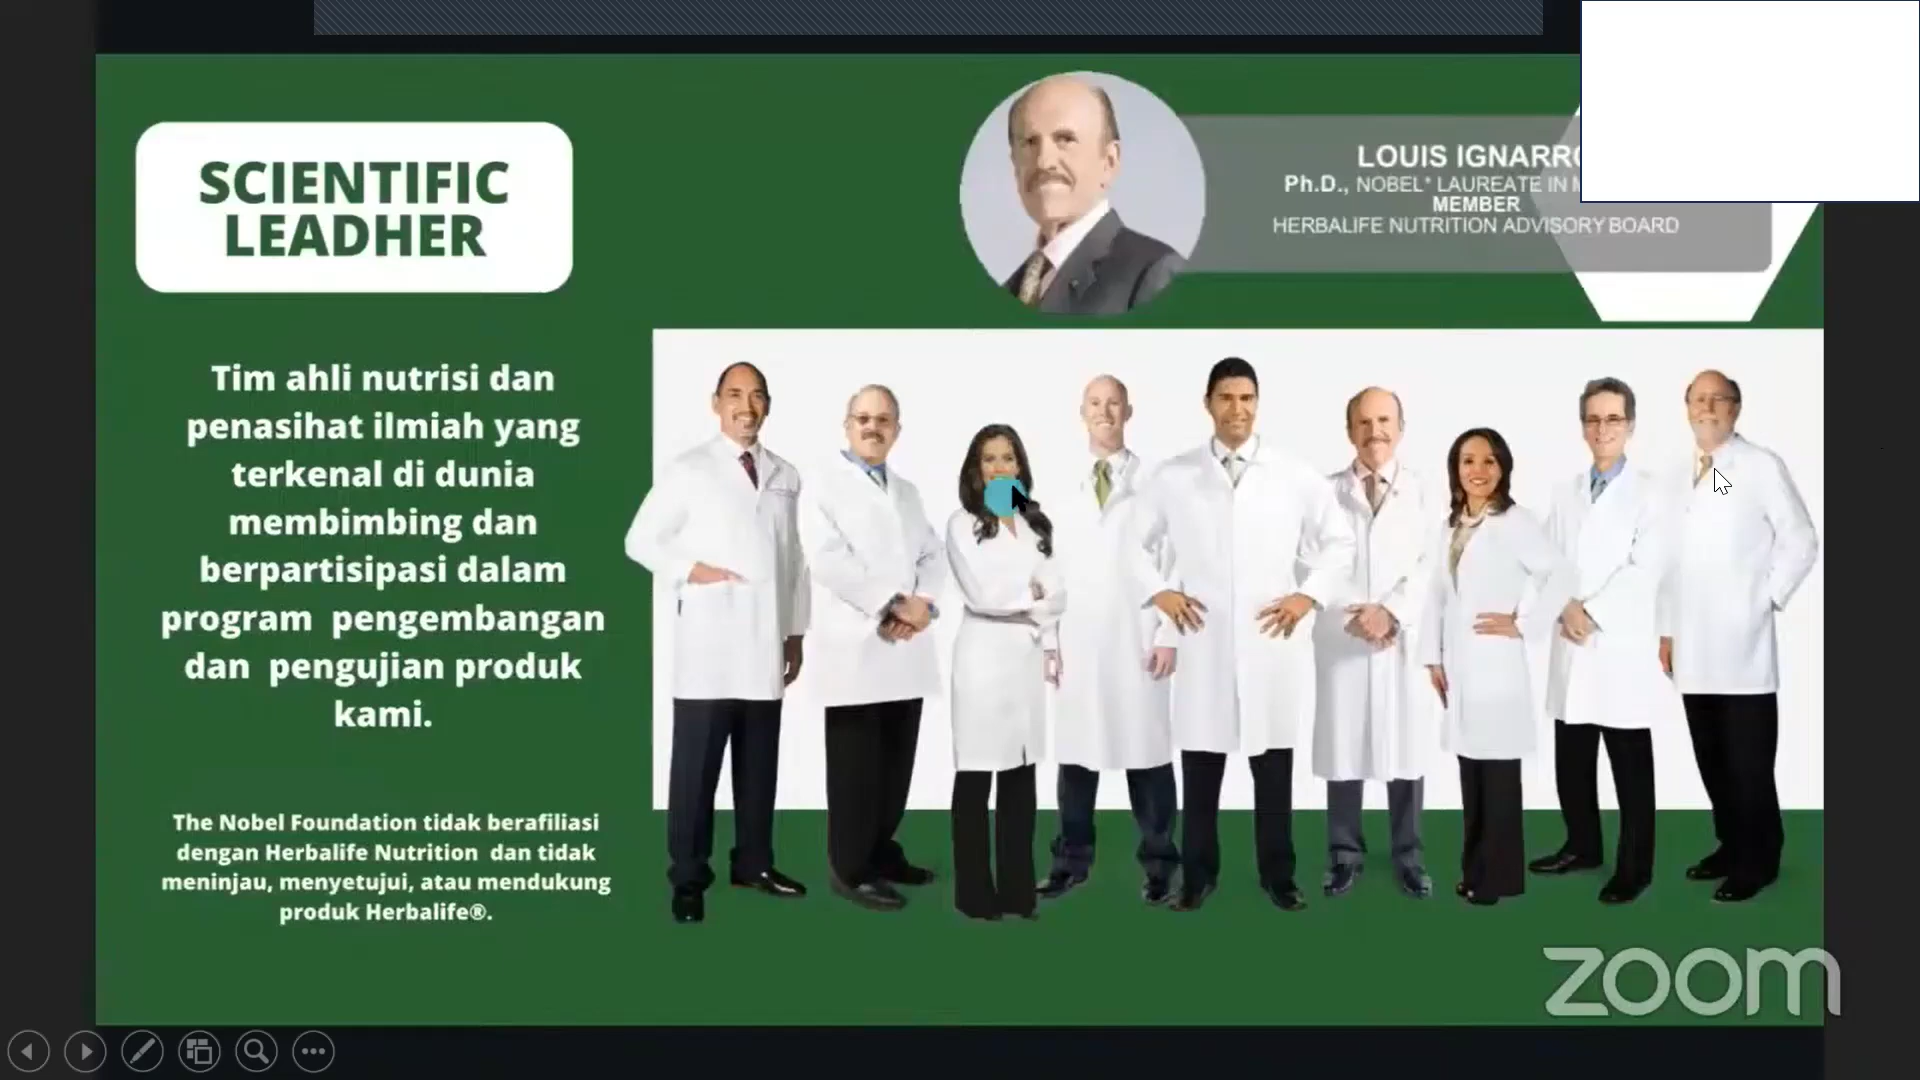 SCIENTIFIC
LEADHER
LOUIS IGNARRO
Ph.D., NOBEL* LAUREATE IN
MEMBER
HERBALIFE NUTRITION ADVISORY BOARD
Tim ahli nutrisi dan
penasihat ilmiah yang
terkenal di dunia
membimbing dan
berpartisipasi dalam
program pengembangan
dan pengujian produk
kami.
The Nobel Foundation tidak berafiliasi
dengan Herbalife Nutrition dan tidak
meninjau, menyetujui, atau mendukung
produk Herbalife®.
zoom